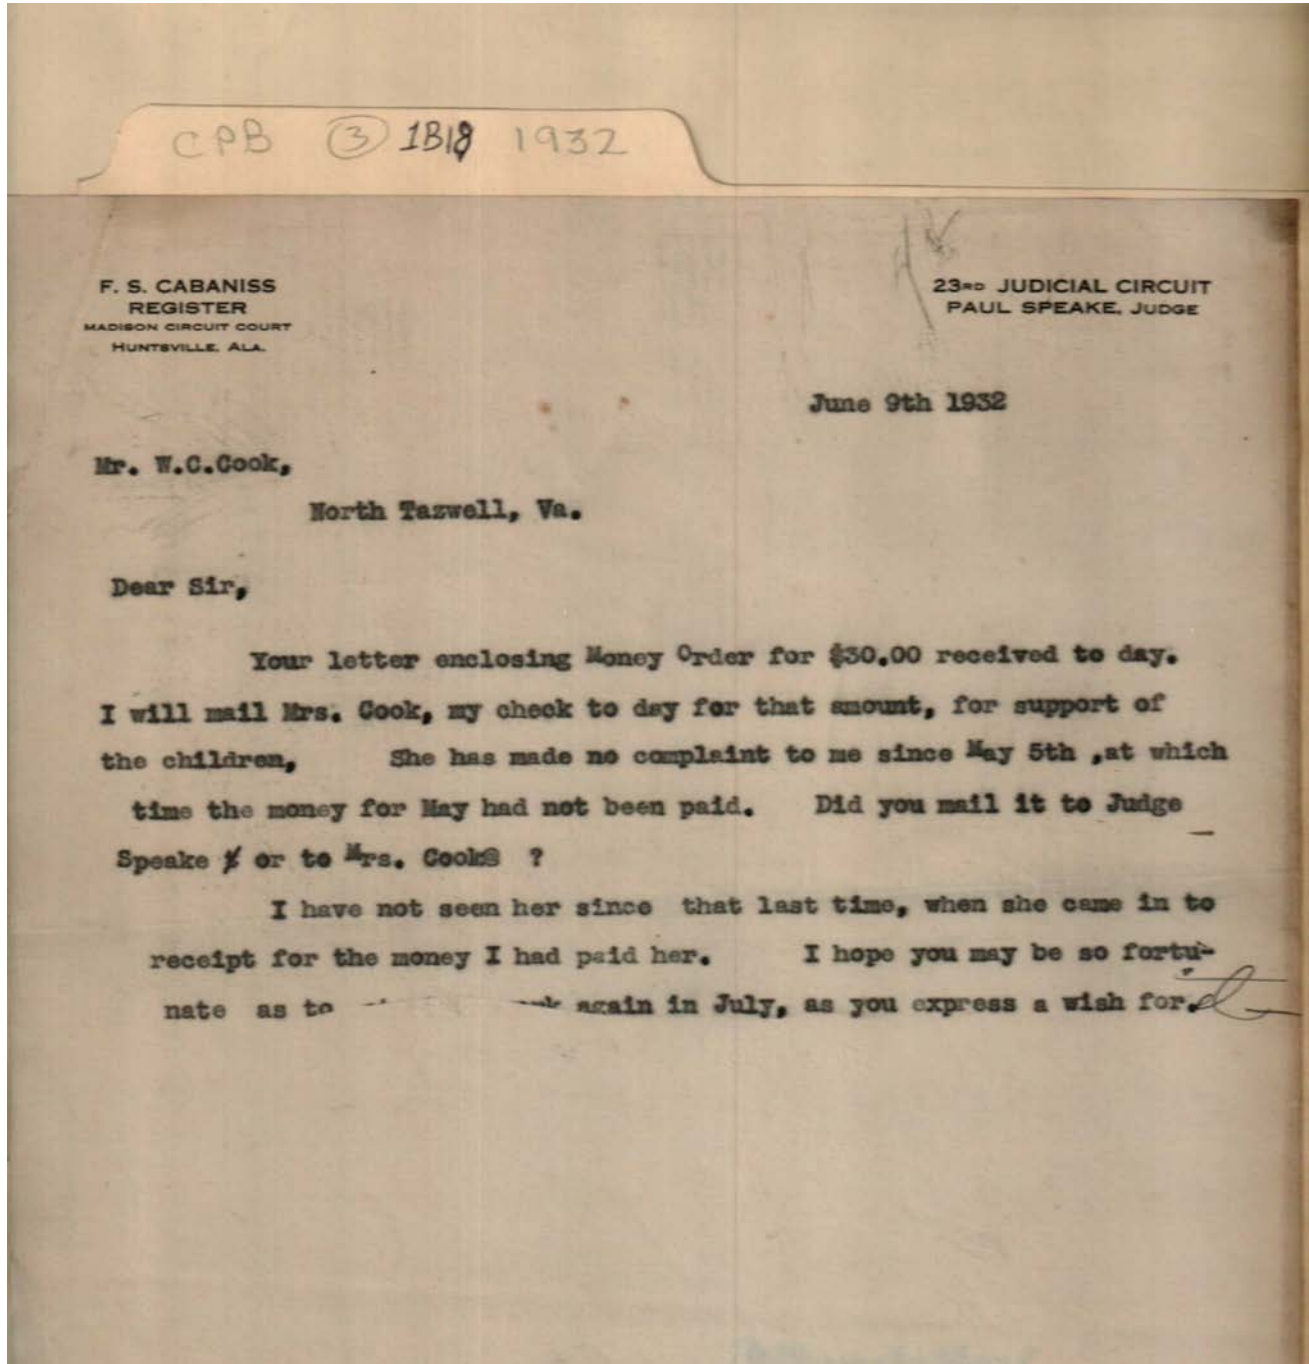 CPB 3 1B18 1932
F. S. CABANISS
REGISTER
MADISON CIRCUIT COURT
HUNTSVILLE, ALA.
23RD JUDICIAL CIRCUIT
PAUL SPEAKE, JUDGE
June 9th 1932
Mr. W.C.Cook,
North Tazwell, Va.
Dear Sir,
Your letter enclosing Money Order for $30.00 received to day.
I will mail Mrs. Cook, my check to day for that amount, for support of
the children, She has made no complaint to me since May 5th ,at which
time the money for May had not been paid. Did you mail it to Judge
Speake or to Mrs. Cook ?
I have not seen her since that last time, when she came in to
receipt for the money I had paid her. I hope you may be so fortu-
nate as to again in July, as you express a wish for.